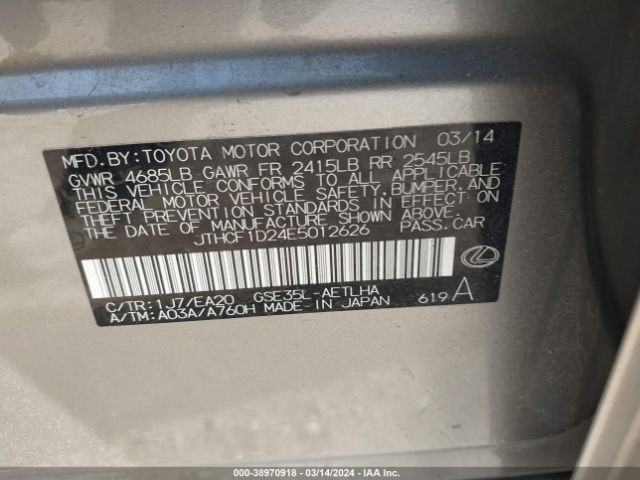 MFD. BY: TOYOTA MOTOR CORPORATION 03/14
GVWR 4685LB GAWR FR 2415LB RR 2545LB
THIS VEHICLE CONFORMS TO ALL APPLICABLE
FEDERAL MOTOR VEHICLE SAFETY, BUMPER, AND
THEFT PREVENTION STANDARDS IN EFFECT ON
THE DATE OF MANUFACTURE SHOWN ABOVE.
JTHCF1D24E5012626 PASS. CAR
C/TR: 1J7/EA20 GSE35L-AETLHA
A/TM: A03A/A760H MADE IN JAPAN 619 A
000-38970918 - 03/14/2024 - IAA Inc.